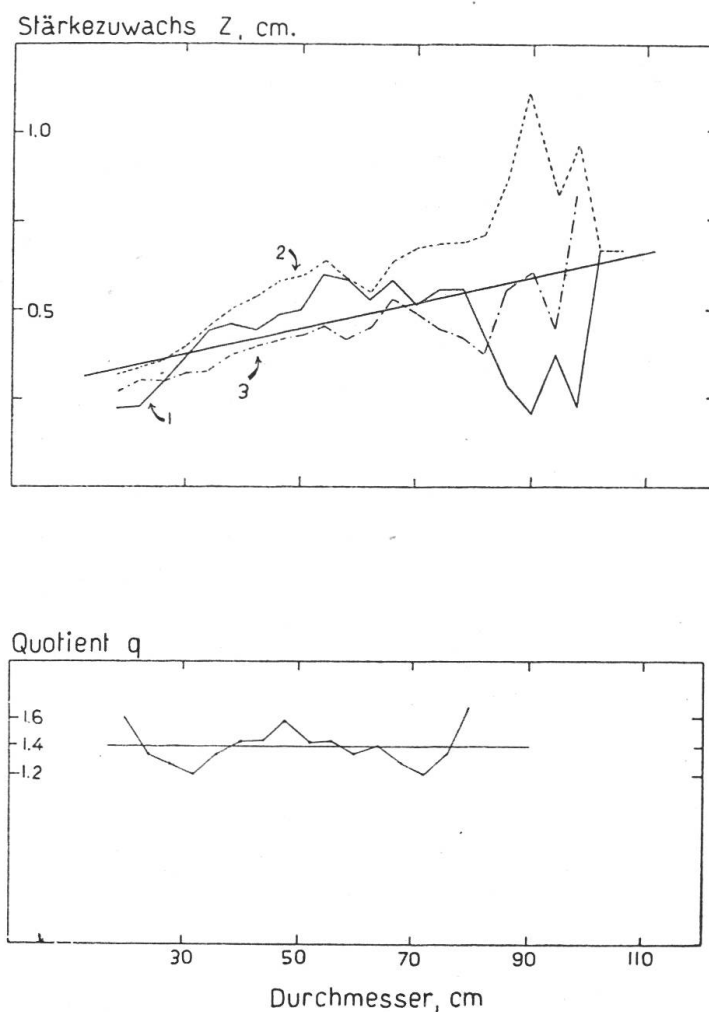 Stärkezuwachs Z, cm.
1.0
2
0.5
3
1
Quotient q
1.6
1.4
1.2
30 50 70 90 110
Durchmesser, cm